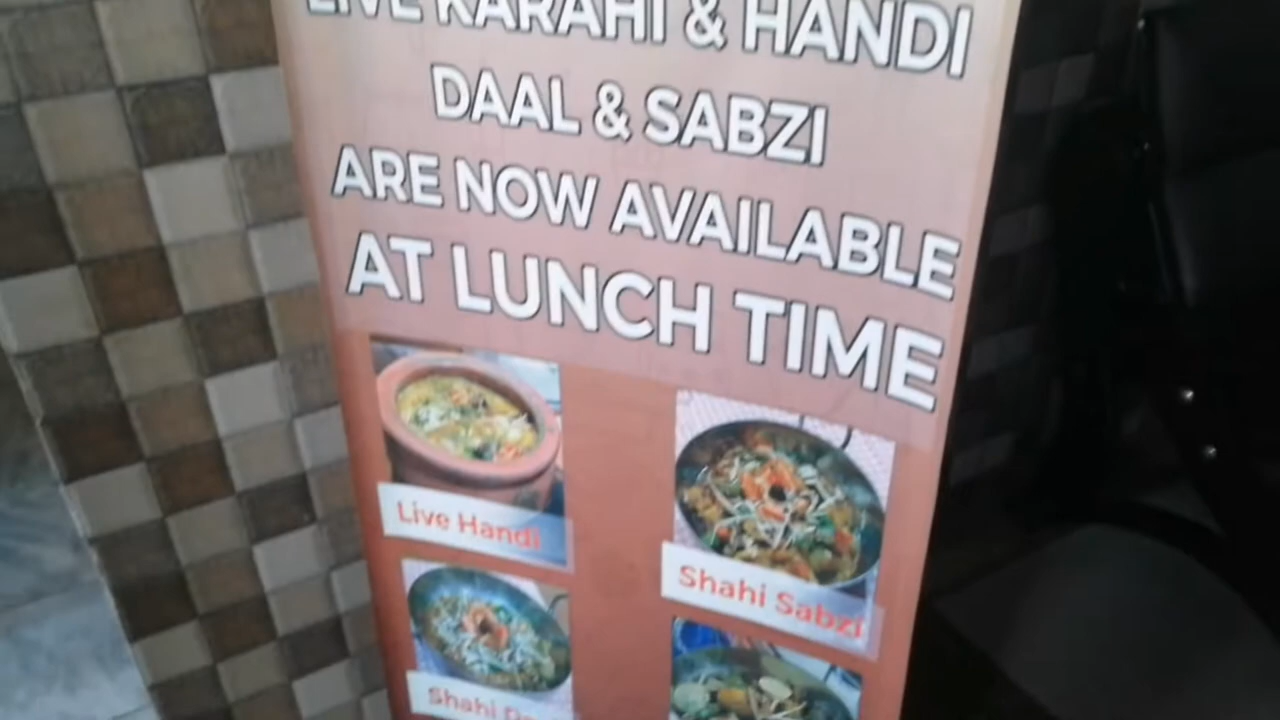 LIVE KARAHI & HANDI
DAAL & SABZI
ARE NOW AVAILABLE
AT LUNCH TIME
Live Handi
Shahi Sabzi
Shahi